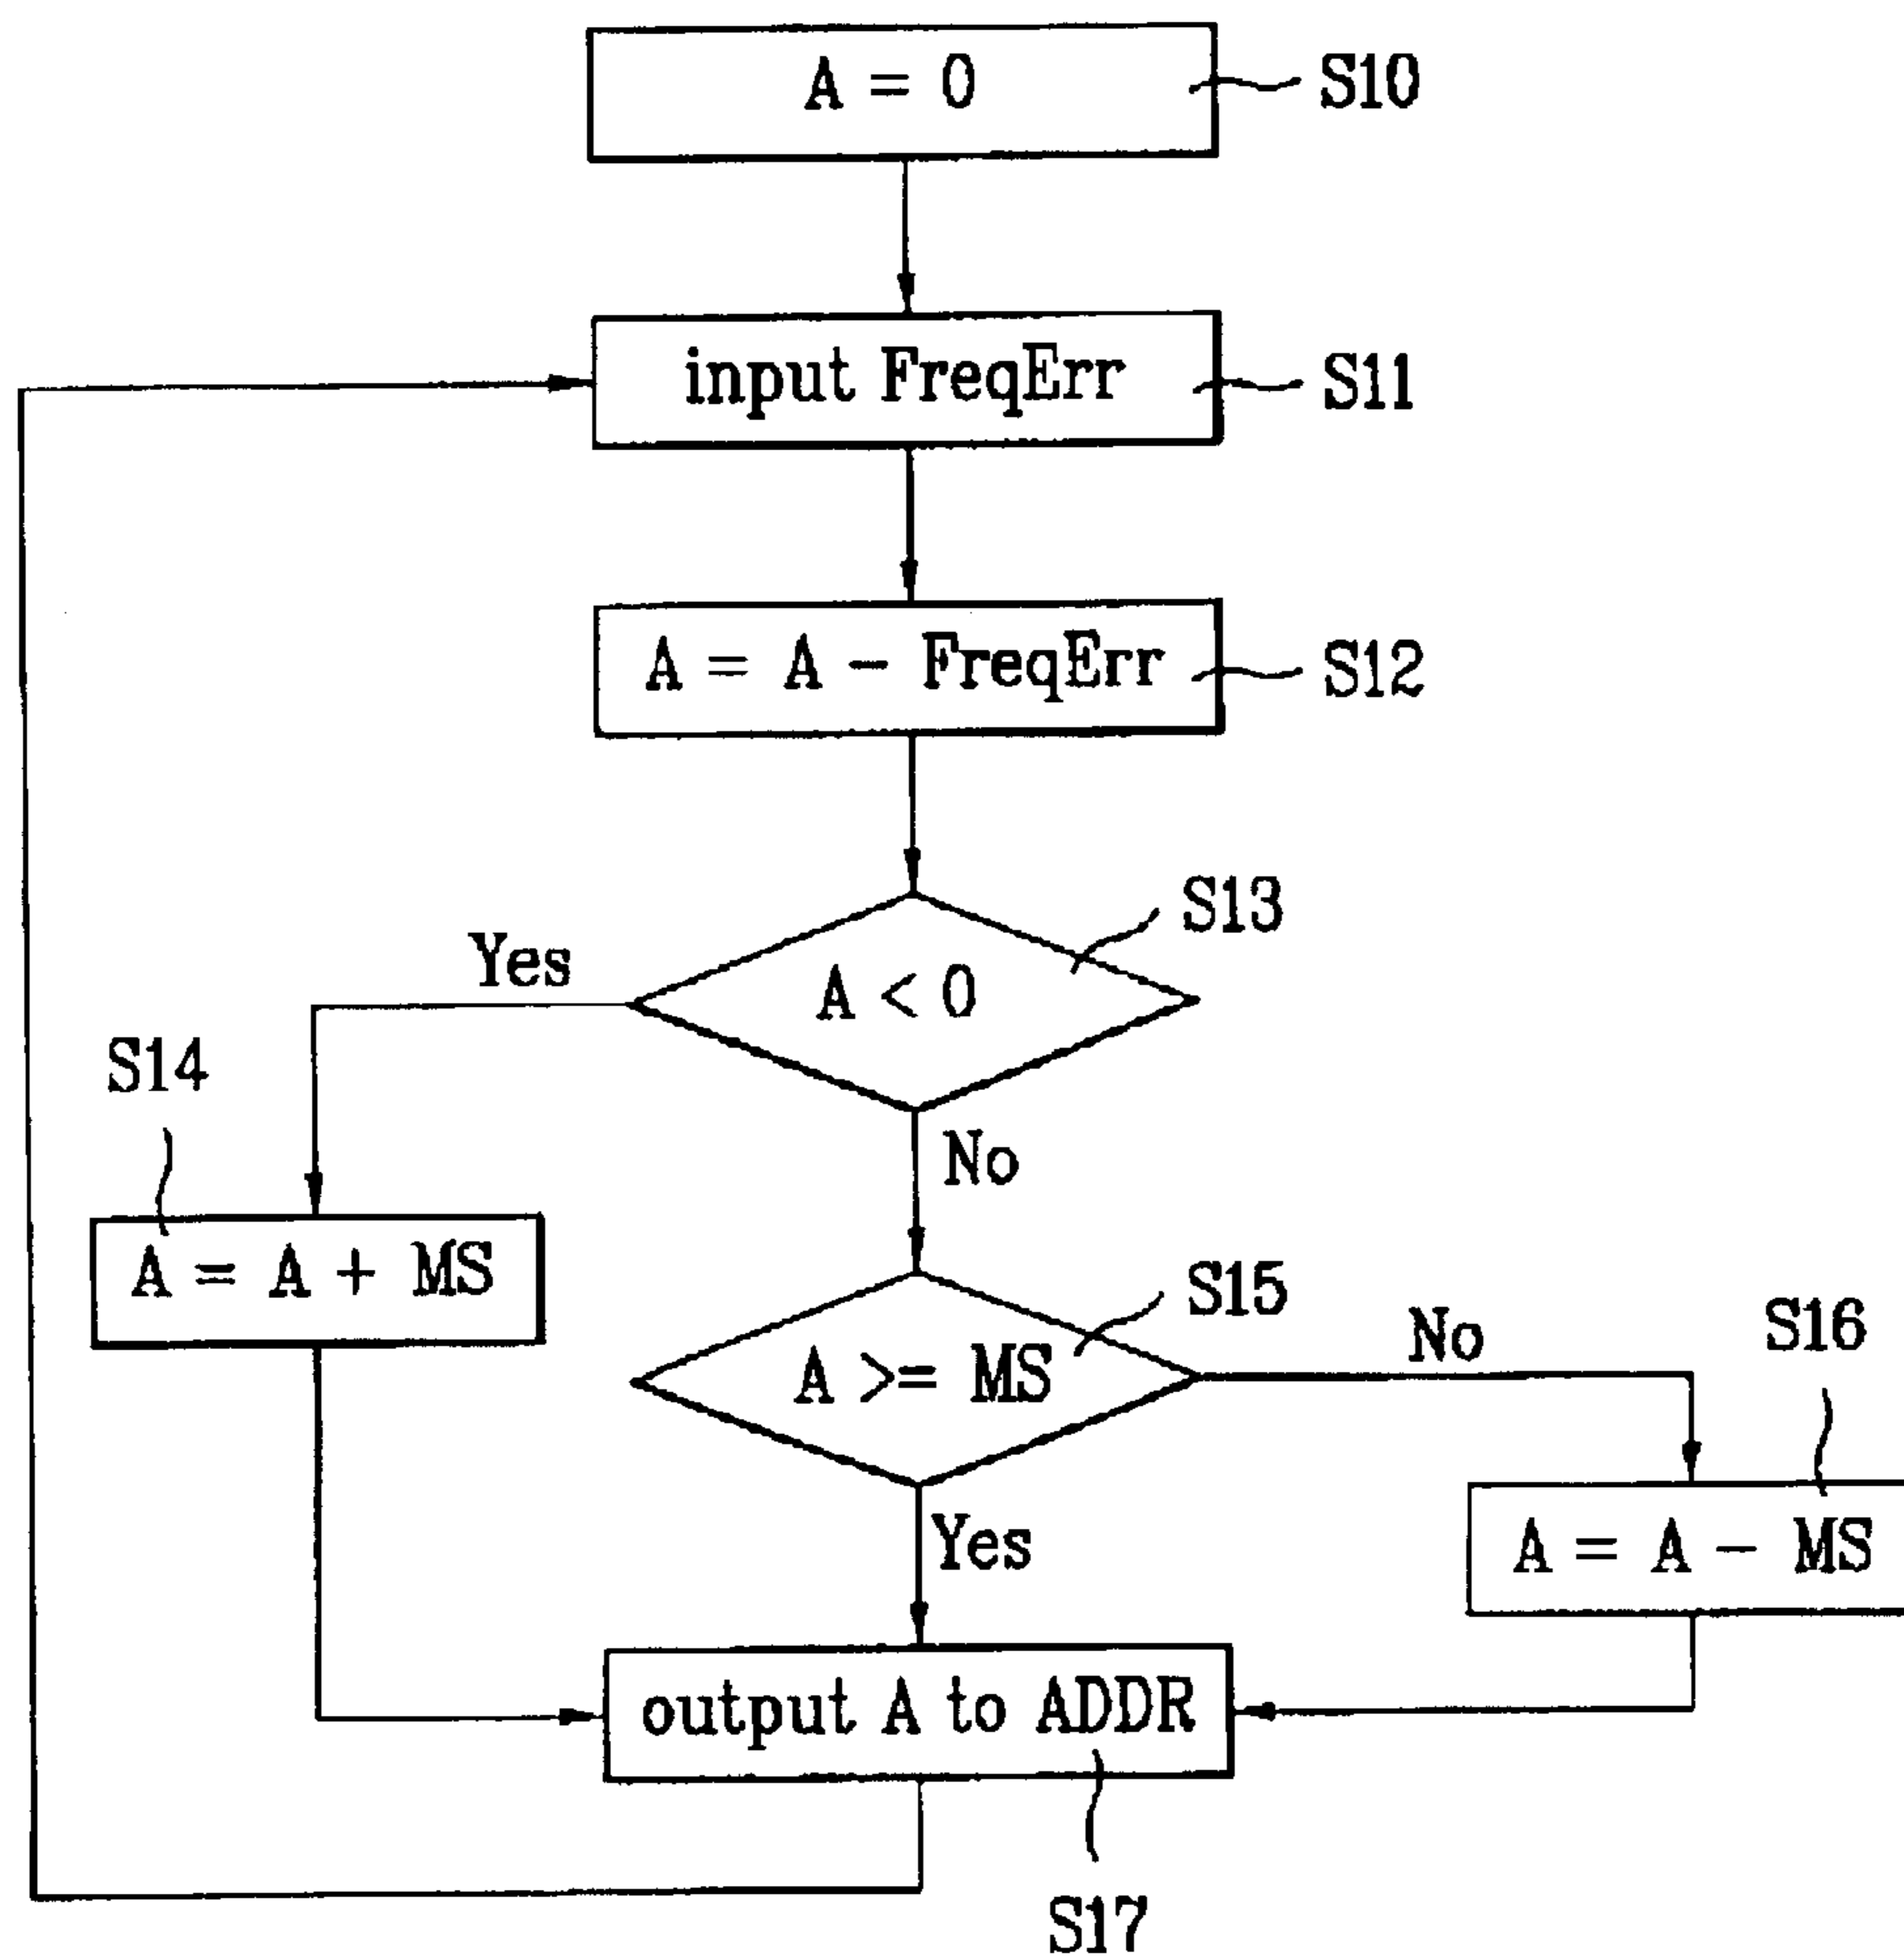 A = 0
S10
input FreqErr
S11
A = A - FreqErr
S12
S13
Yes
A < 0
S14
No
A = A + MS
S15
A >= MS
No
S16
Yes
A = A - MS
output A to ADDR
S17